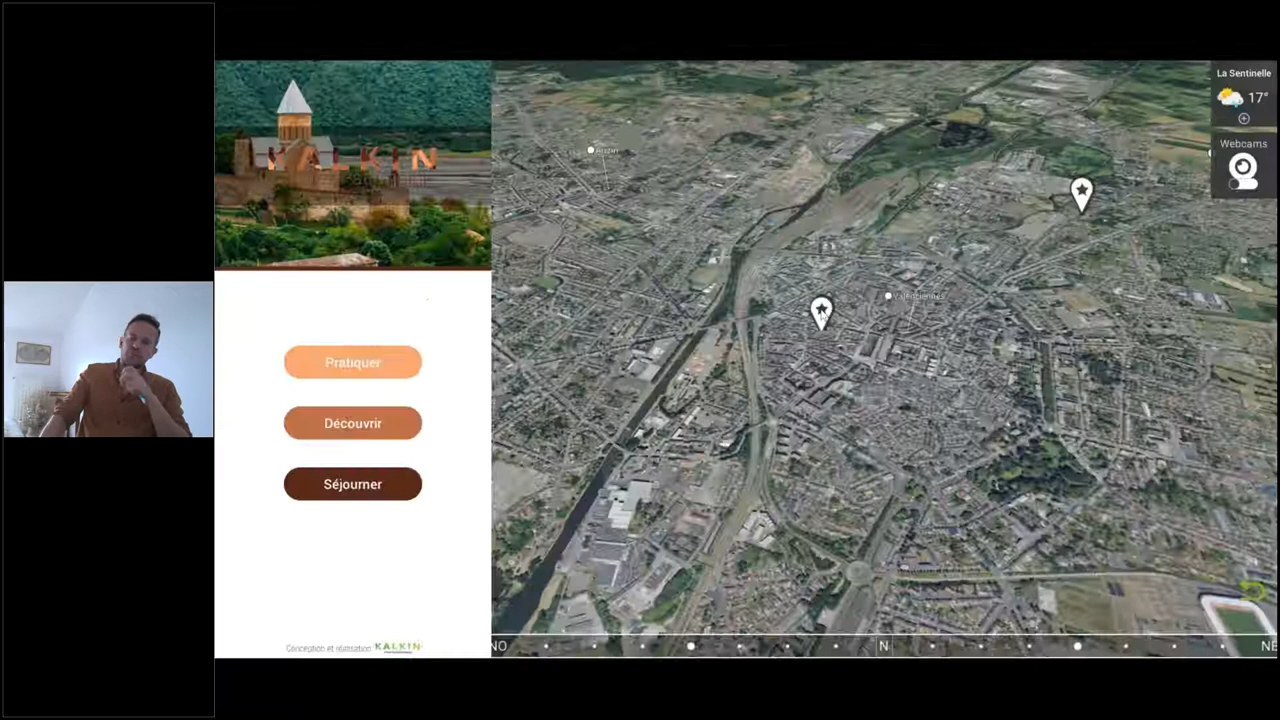 KALKIN
Pratiquer
Découvrir
Séjourner
Conception et réalisation KALKIN
Valenciennes
La Sentinelle
17°
Webcams
NO
N
NE